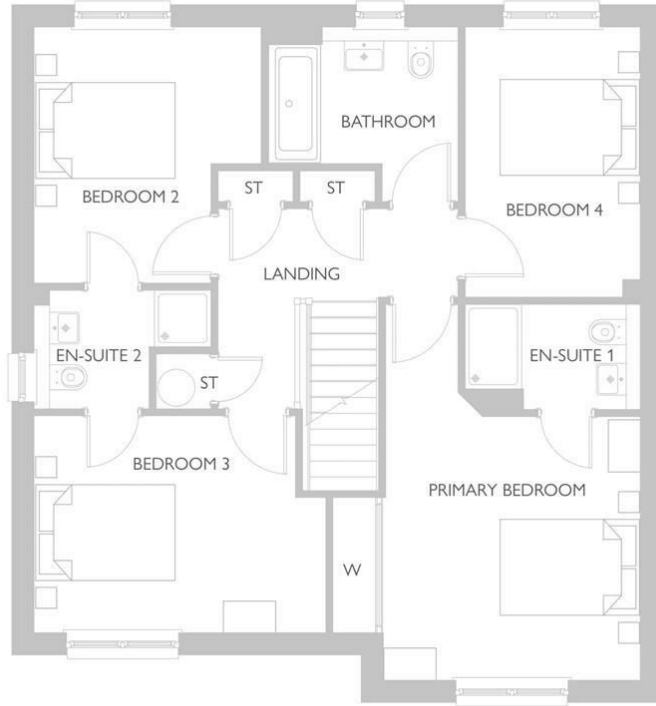 BATHROOM
ST
ST
BEDROOM 2
BEDROOM 4
LANDING
EN-SUITE 2
EN-SUITE 1
ST
BEDROOM 3
PRIMARY BEDROOM
W